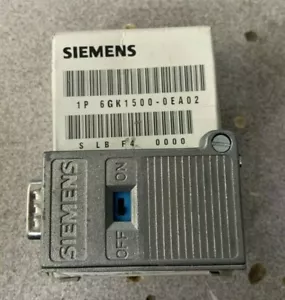 SIEMENS
1P 6GK1500-0EA02
S LB F4 0000
SIEMENS
ON
OFF